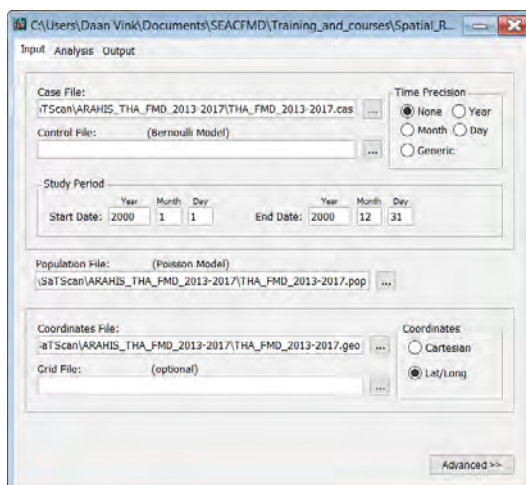 C:\Users\Daan Vink\Documents\SEACFMD\Training_and_courses\Spatial_R...
Input Analysis Output
Case File:
Time Precision
\TScan\ARAHIS_THA_FMD_2013-2017\THA_FMD_2013-2017.cas ...
None Year
Control File: (Bernoulli Model)
Month Day
...
Generic
Study Period
Year Month Day Year Month Day
Start Date: 2000 1 1 End Date: 2000 12 31
Population File: (Poisson Model)
\SaTScan\ARAHIS_THA_FMD_2013-2017\THA_FMD_2013-2017.pop ...
Coordinates File:
Coordinates
aTScan\ARAHIS_THA_FMD_2013-2017\THA_FMD_2013-2017.geo ...
Cartesian
Grid File: (optional)
Lat/Long
...
Advanced >>